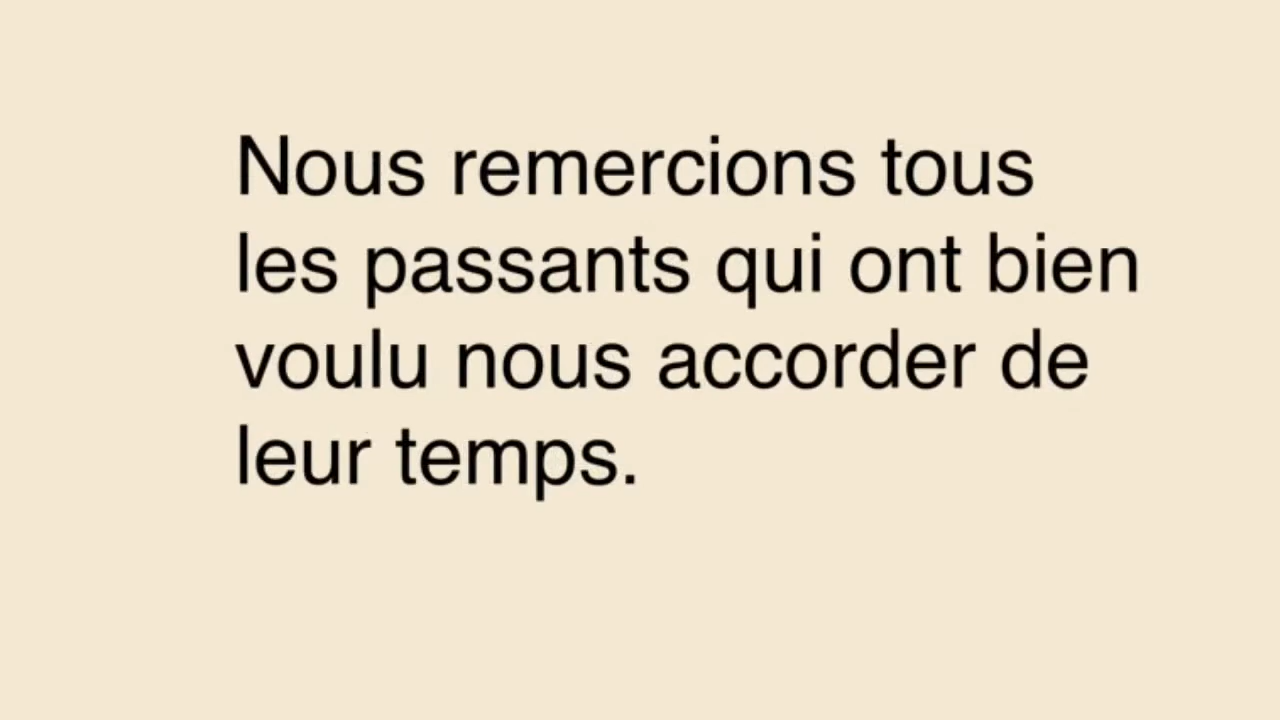 Nous remercions tous
les passants qui ont bien
voulu nous accorder de
leur temps.